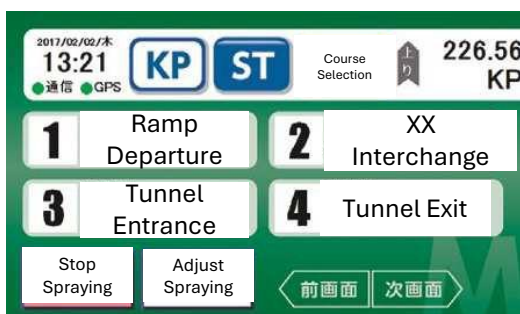 2017/02/02/木
13:21
通信 GPS
KP
ST
Course
Selection
上り
226.56
KP
1
Ramp
Departure
2
XX
Interchange
3
Tunnel
Entrance
4
Tunnel Exit
Stop
Spraying
Adjust
Spraying
前画面
次画面
M